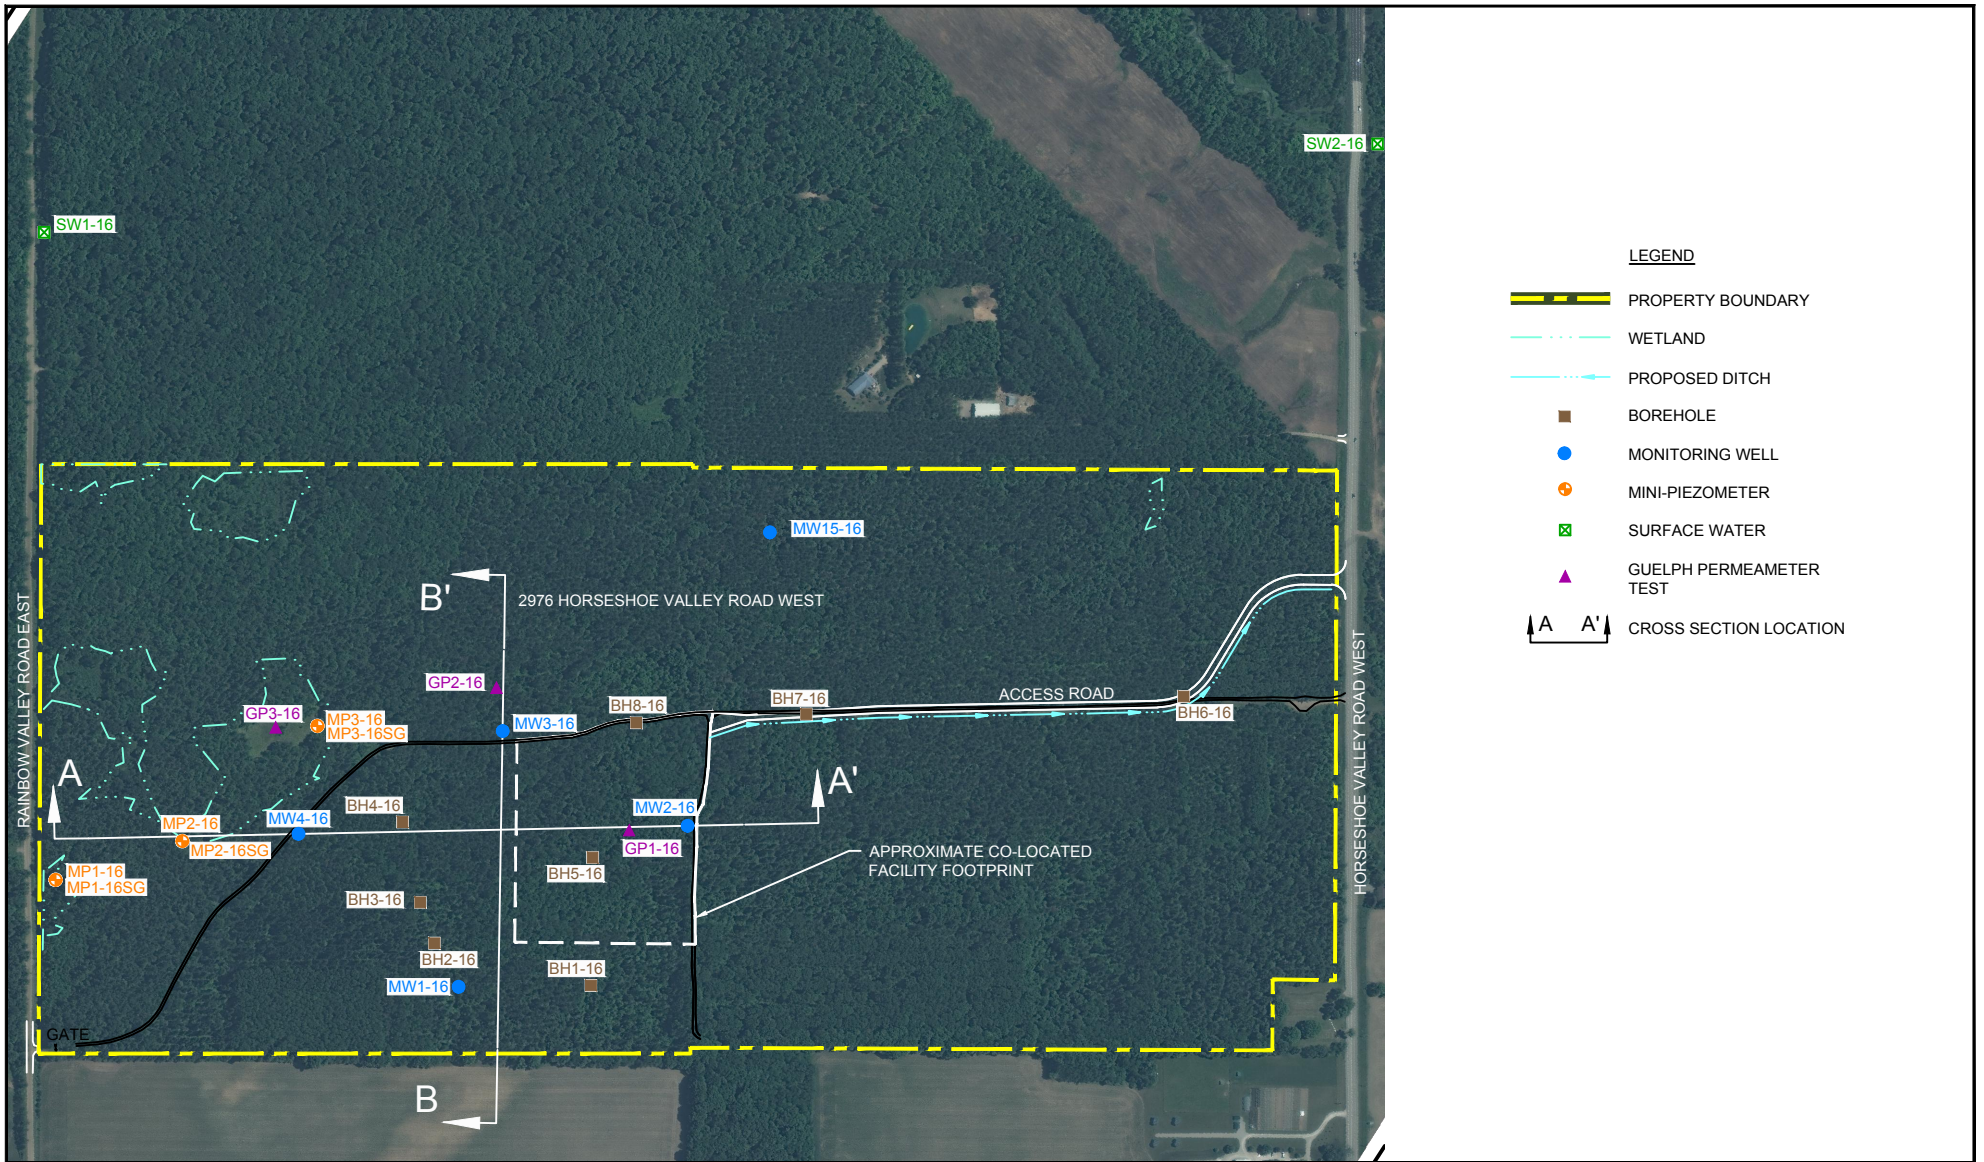 SW2-16
SW1-16
LEGEND
PROPERTY BOUNDARY
WETLAND
PROPOSED DITCH
BOREHOLE
MONITORING WELL
MINI-PIEZOMETER
SURFACE WATER
GUELPH PERMEAMETER
TEST
A A' CROSS SECTION LOCATION
MW15-16
B'
2976 HORSESHOE VALLEY ROAD WEST
RAINBOW VALLEY ROAD EAST
HORSESHOE VALLEY ROAD WEST
GP2-16
ACCESS ROAD
BH7-16
BH8-16
BH6-16
GP3-16
MP3-16
MP3-16SG
MW3-16
A
A'
BH4-16
MW2-16
MW4-16
MP2-16
MP2-16SG
GP1-16
APPROXIMATE CO-LOCATED
FACILITY FOOTPRINT
MP1-16
MP1-16SG
BH5-16
BH3-16
BH2-16
BH1-16
MW1-16
GATE
B